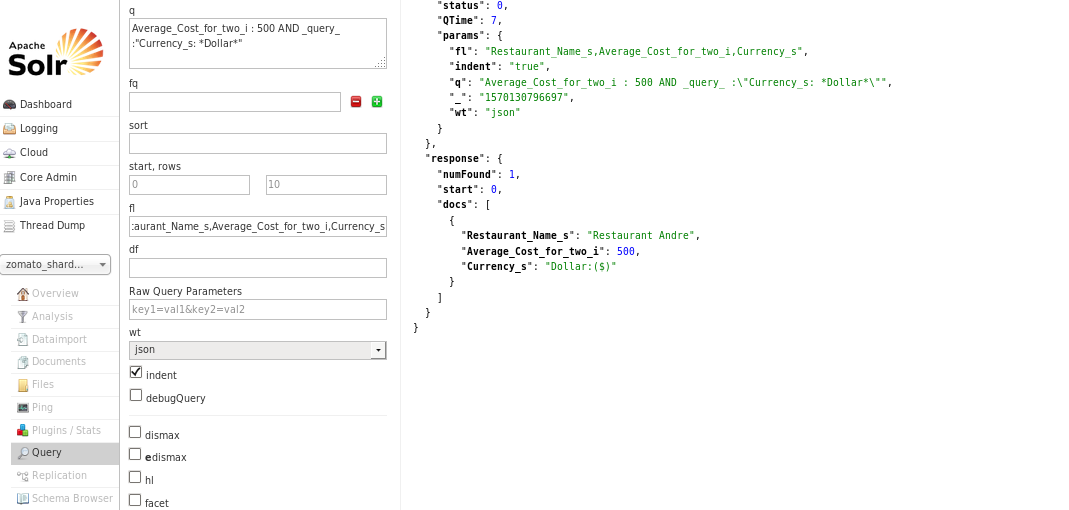 Apache
Solr
Dashboard
Logging
Cloud
Core Admin
Java Properties
Thread Dump
zomato_shard...
Overview
Analysis
Dataimport
Documents
Files
Ping
Plugins / Stats
Query
Replication
Schema Browser
q
Average_Cost_for_two_i : 500 AND _query_
:"Currency_s: *Dollar*"
fq
sort
start, rows
0
10
fl
:aurant_Name_s,Average_Cost_for_two_i,Currency_s
df
Raw Query Parameters
key1=val1&key2=val2
wt
json
indent
debugQuery
dismax
edismax
hl
facet
"status": 0,
"QTime": 7,
"params": {
"fl": "Restaurant_Name_s,Average_Cost_for_two_i,Currency_s",
"indent": "true",
"q": "Average_Cost_for_two_i : 500 AND _query_ :\"Currency_s: *Dollar*\"",
"_": "1570130796697",
"wt": "json"
}
},
"response": {
"numFound": 1,
"start": 0,
"docs": [
{
"Restaurant_Name_s": "Restaurant Andre",
"Average_Cost_for_two_i": 500,
"Currency_s": "Dollar:($)"
}
]
}
}